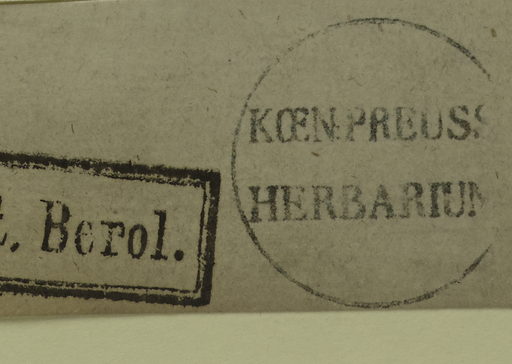 KŒN. PREUSS
HERBARIUM
t. Berol.